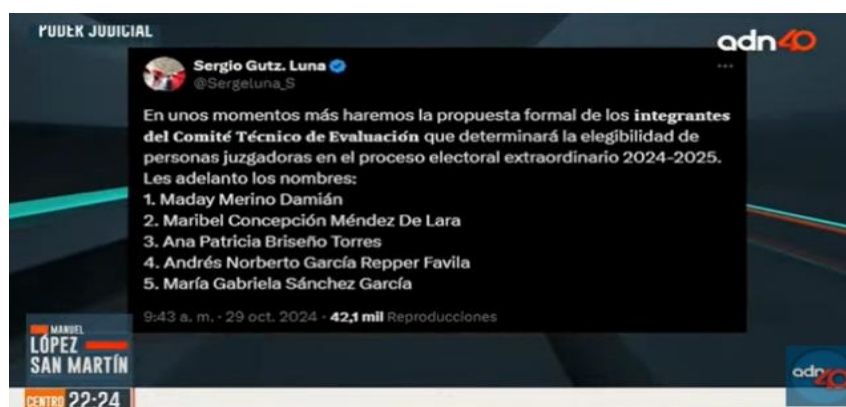 PODER JUDICIAL
adn40
Sergio Gutz. Luna
@Sergeluna_S
En unos momentos más haremos la propuesta formal de los integrantes
del Comité Técnico de Evaluación que determinará la elegibilidad de
personas juzgadoras en el proceso electoral extraordinario 2024-2025.
Les adelanto los nombres:
1. Maday Merino Damián
2. Maribel Concepción Méndez De Lara
3. Ana Patricia Briseño Torres
4. Andrés Norberto García Repper Favila
5. María Gabriela Sánchez García
9:43 a. m. · 29 oct. 2024 · 42,1 mil Reproducciones
MANUEL
LÓPEZ
SAN MARTÍN
adn40
CENTRO 22:24